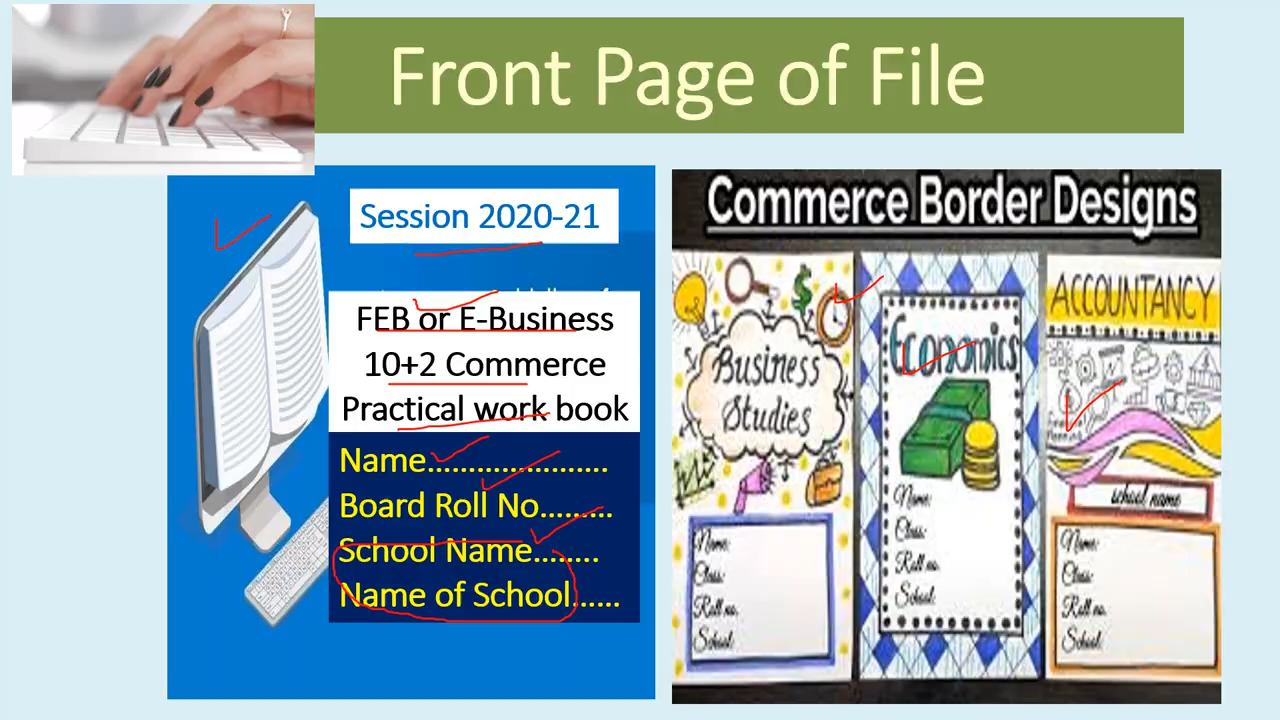 Front Page of File
Session 2020-21
FEB or E-Business
10+2 Commerce
Practical work book
Name......................
Board Roll No.........
School Name........
Name of School......
Commerce Border Designs
Business
Studies
Name:
Class:
Roll no.
School:
Economics
Name:
Class:
Roll no.
School:
ACCOUNTANCY
school name
Name:
Class:
Roll no.
School: